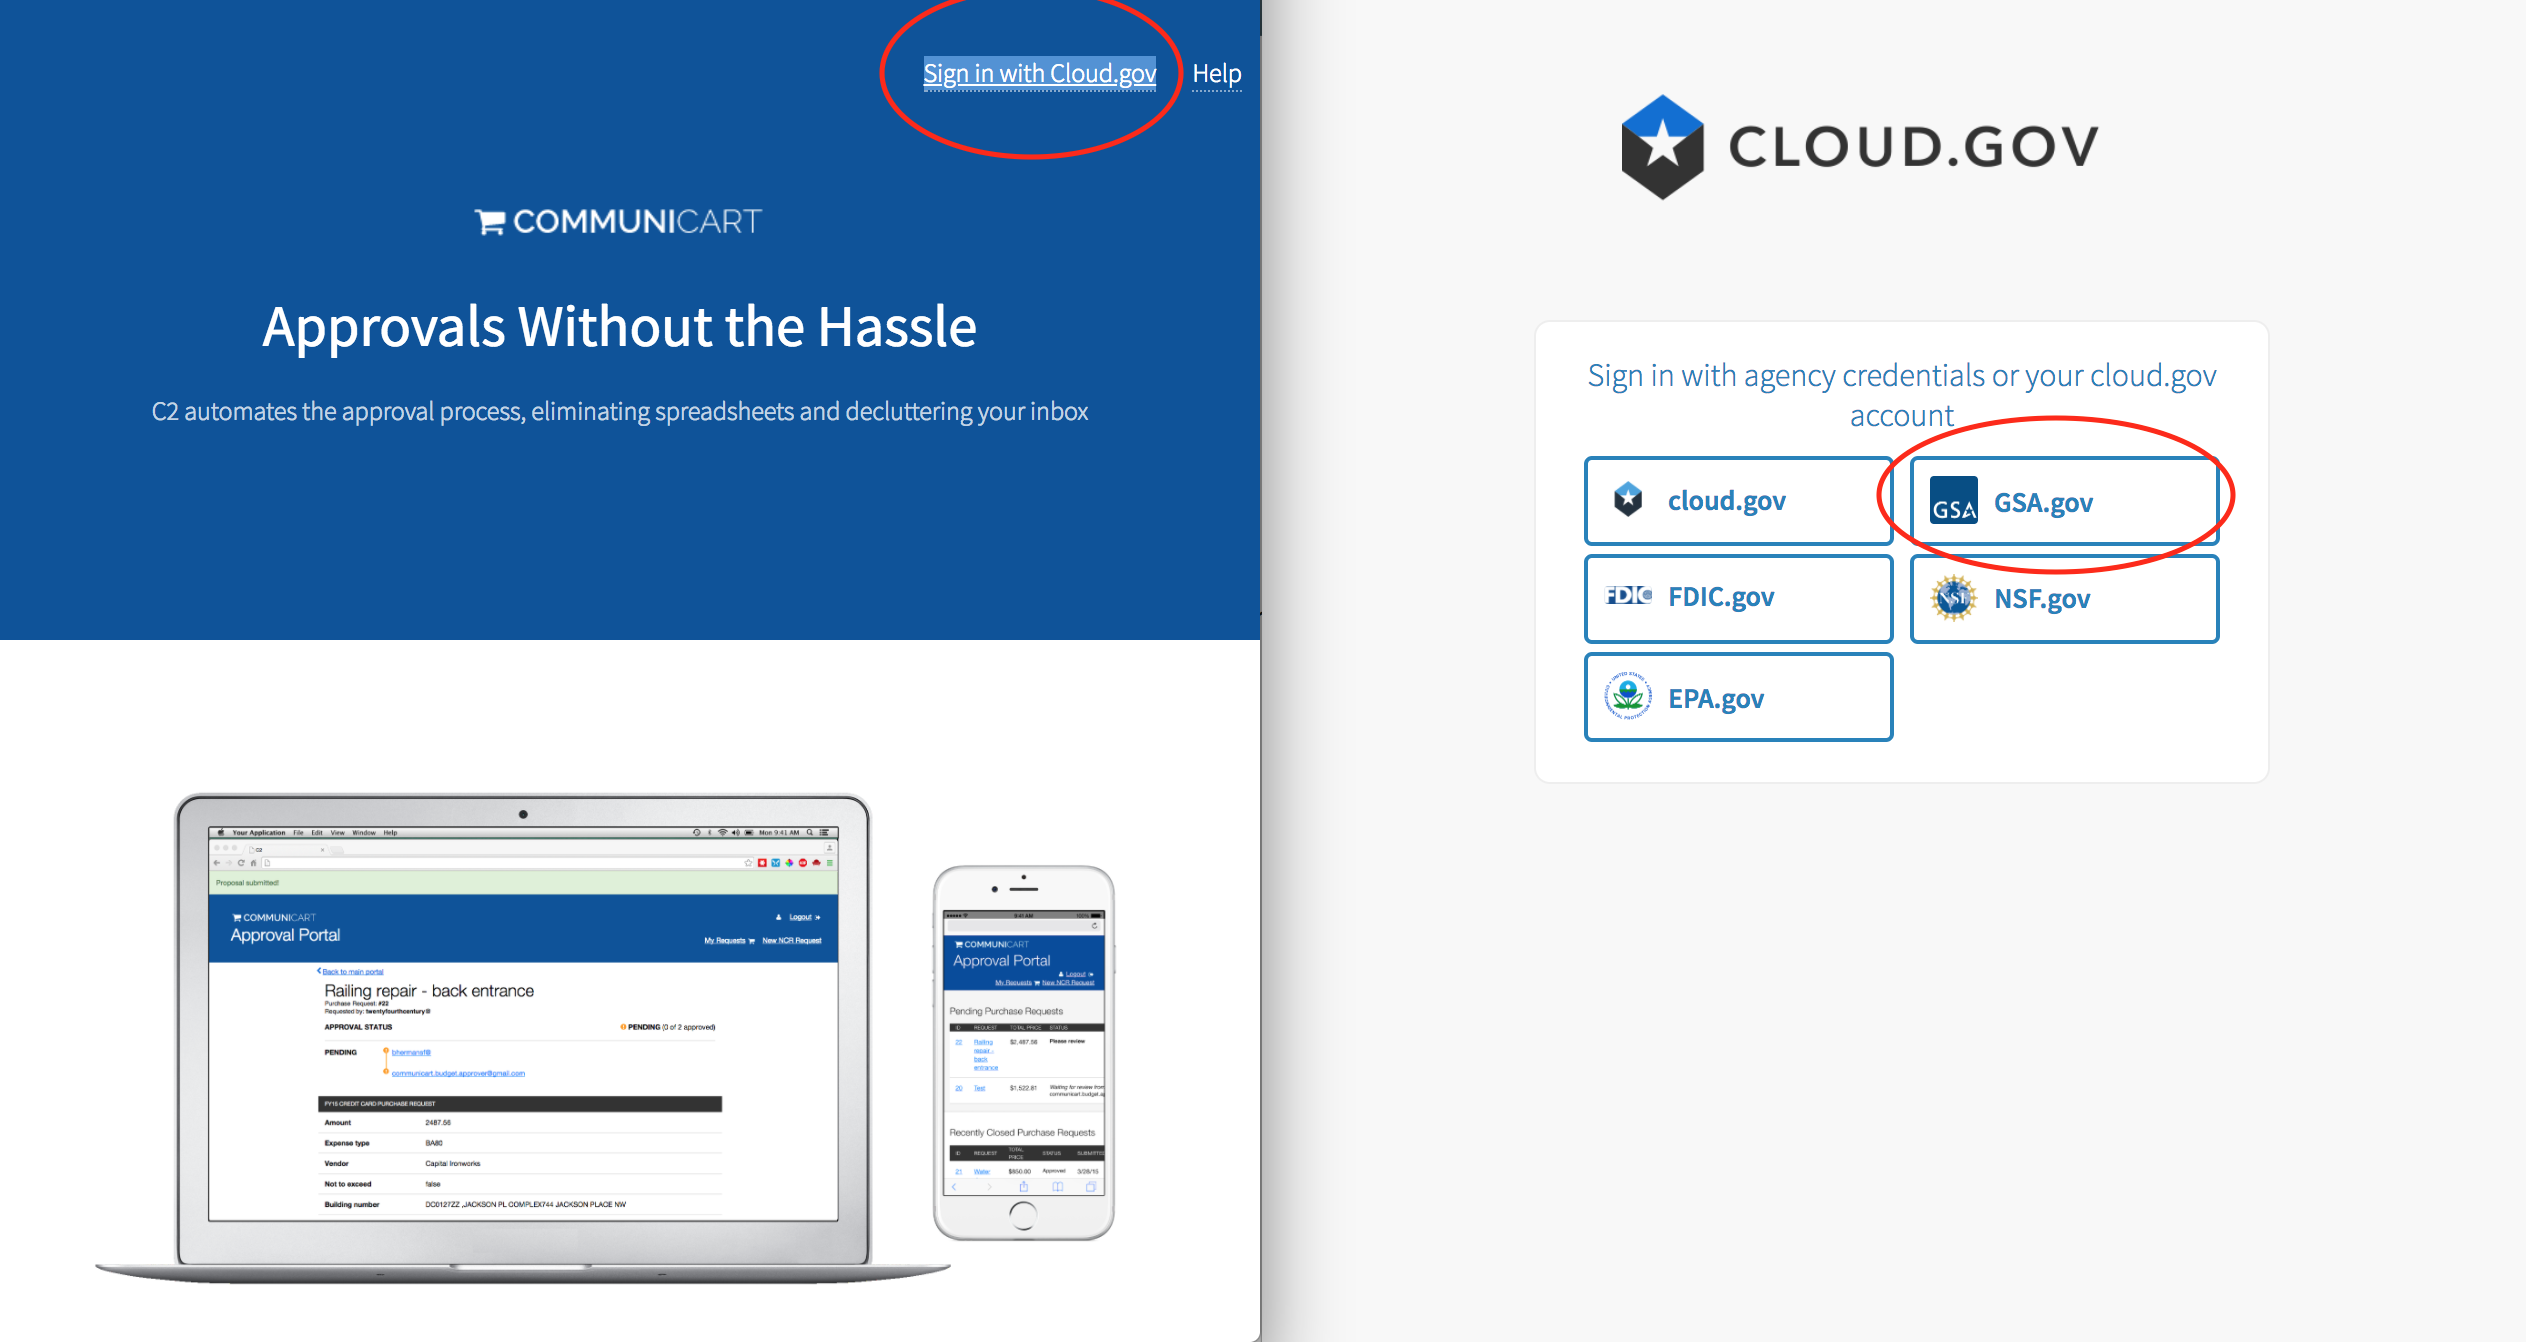 Sign in with Cloud.gov
Help
COMMUNICART
Approvals Without the Hassle
C2 automates the approval process, eliminating spreadsheets and decluttering your inbox
Your Application File Edit View Window Help
Mon 9:41 AM
C2
Proposal submitted!
COMMUNICART
Logout
Approval Portal
My Requests
New NCR Request
Back to main portal
Railing repair - back entrance
Purchase Request: #22
Requested by: twentyfourthcentury@
APPROVAL STATUS
PENDING (0 of 2 approved)
PENDING
communicart.budget.approver@gmail.com
FY15 CREDIT CARD PURCHASE REQUEST
Amount 2487.56
Expense type BA80
Vendor Capital Ironworks
Not to exceed false
Building number DC0127ZZ ,JACKSON PL COMPLEX744 JACKSON PLACE NW
9:41 AM 100%
COMMUNICART
Approval Portal
Logout
My Requests New NCR Request
Pending Purchase Requests
ID REQUEST TOTAL PRICE STATUS
22 Railing repair - back entrance $2,487.56 Please review
20 Test $1,522.81 Waiting for review from communicart.budget.a
Recently Closed Purchase Requests
ID REQUEST TOTAL PRICE STATUS SUBMITTED
21 Water $650.00 Approved 3/28/15
CLOUD.GOV
Sign in with agency credentials or your cloud.gov
account
cloud.gov
GSA GSA.gov
FDIC FDIC.gov
NSF NSF.gov
EPA.gov